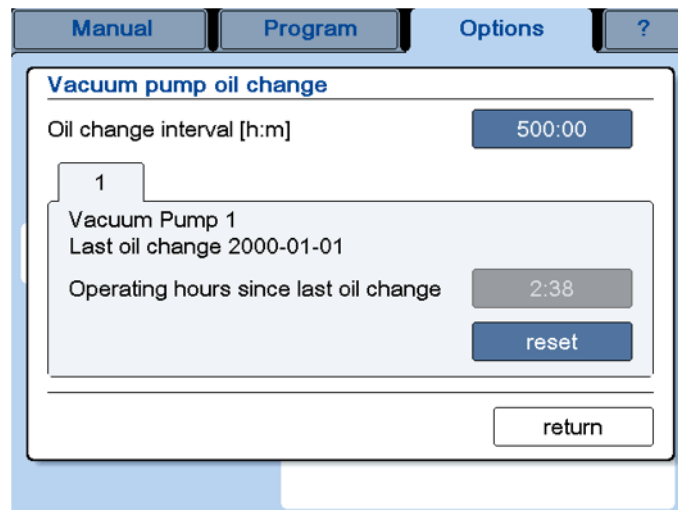 Manual Program Options ?
Vacuum pump oil change
Oil change interval [h:m] 500:00
1
Vacuum Pump 1
Last oil change 2000-01-01
Operating hours since last oil change 2:38
reset
return